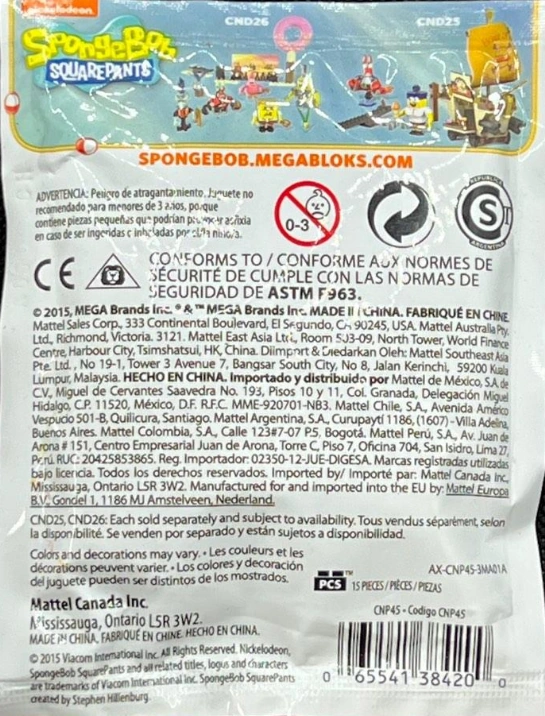 nickelodeon
CND26
CND25
SpongeBob
SQUAREPANTS
SPONGEBOB.MEGABLOKS.COM
ADVERTENCIA: Peligro de atragantamiento. Juguete no
recomendado para menores de 3 años, porque
contiene piezas pequeñas que podrían provocar asfixia
en caso de ser ingeridas o inhaladas por el/la niño/a.
0-3
REPUBLICA
S
ARGENTINA
CE
CONFORMS TO / CONFORME AUX NORMES DE
SÉCURITÉ DE CUMPLE CON LAS NORMAS DE
SEGURIDAD DE ASTM F963.
© 2015, MEGA Brands Inc. ® & ™ MEGA Brands Inc. MADE IN CHINA. FABRIQUÉ EN CHINE.
Mattel Sales Corp., 333 Continental Boulevard, El Segundo, CA 90245, USA. Mattel Australia Pty.
Ltd., Richmond, Victoria. 3121. Mattel East Asia Ltd., Room 503-09, North Tower, World Finance
Centre, Harbour City, Tsimshatsui, HK, China. Diimport & Diedarkan Oleh: Mattel Southeast Asia
Pte. Ltd., No 19-1, Tower 3 Avenue 7, Bangsar South City, No 8, Jalan Kerinchi, 59200 Kuala
Lumpur, Malaysia. HECHO EN CHINA. Importado y distribuido por Mattel de México, S.A. de
C.V., Miguel de Cervantes Saavedra No. 193, Pisos 10 y 11, Col. Granada, Delegación Miguel
Hidalgo, C.P. 11520, México, D.F. R.F.C. MME-920701-NB3. Mattel Chile, S.A., Avenida Américo
Vespucio 501-B, Quilicura, Santiago. Mattel Argentina, S.A., Curupaytí 1186, (1607) - Villa Adelina,
Buenos Aires. Mattel Colombia, S.A., Calle 123#7-07 P.5, Bogotá. Mattel Perú, S.A., Av. Juan de
Arona # 151, Centro Empresarial Juan de Arona, Torre C, Piso 7, Oficina 704, San Isidro, Lima 27,
Perú. RUC: 20425853865. Reg. Importador: 02350-12-JUE-DIGESA. Marcas registradas utilizadas
bajo licencia. Todos los derechos reservados. Imported by/ Importé par: Mattel Canada Inc.,
Mississauga, Ontario L5R 3W2. Manufactured for and imported into the EU by: Mattel Europa
B.V. Gondel 1, 1186 MJ Amstelveen, Nederland.
CND25, CND26: Each sold separately and subject to availability. Tous vendus séparément, selon
la disponibilité. Se venden por separado y están sujetos a disponibilidad.
Colors and decorations may vary. • Les couleurs et les
décorations peuvent varier. • Los colores y decoración
del juguete pueden ser distintos de los mostrados.
AX-CNP45-3MA01A
PCS 15 PIECES / PIÈCES / PIEZAS
Mattel Canada Inc.
Mississauga, Ontario L5R 3W2.
MADE IN CHINA. FABRIQUÉ EN CHINE. HECHO EN CHINA.
CNP45 • Codigo CNP45
© 2015 Viacom International Inc. All Rights Reserved. Nickelodeon,
SpongeBob SquarePants and all related titles, logos and characters
are trademarks of Viacom International Inc. SpongeBob SquarePants
created by Stephen Hillenburg.
0 65541 38420 0